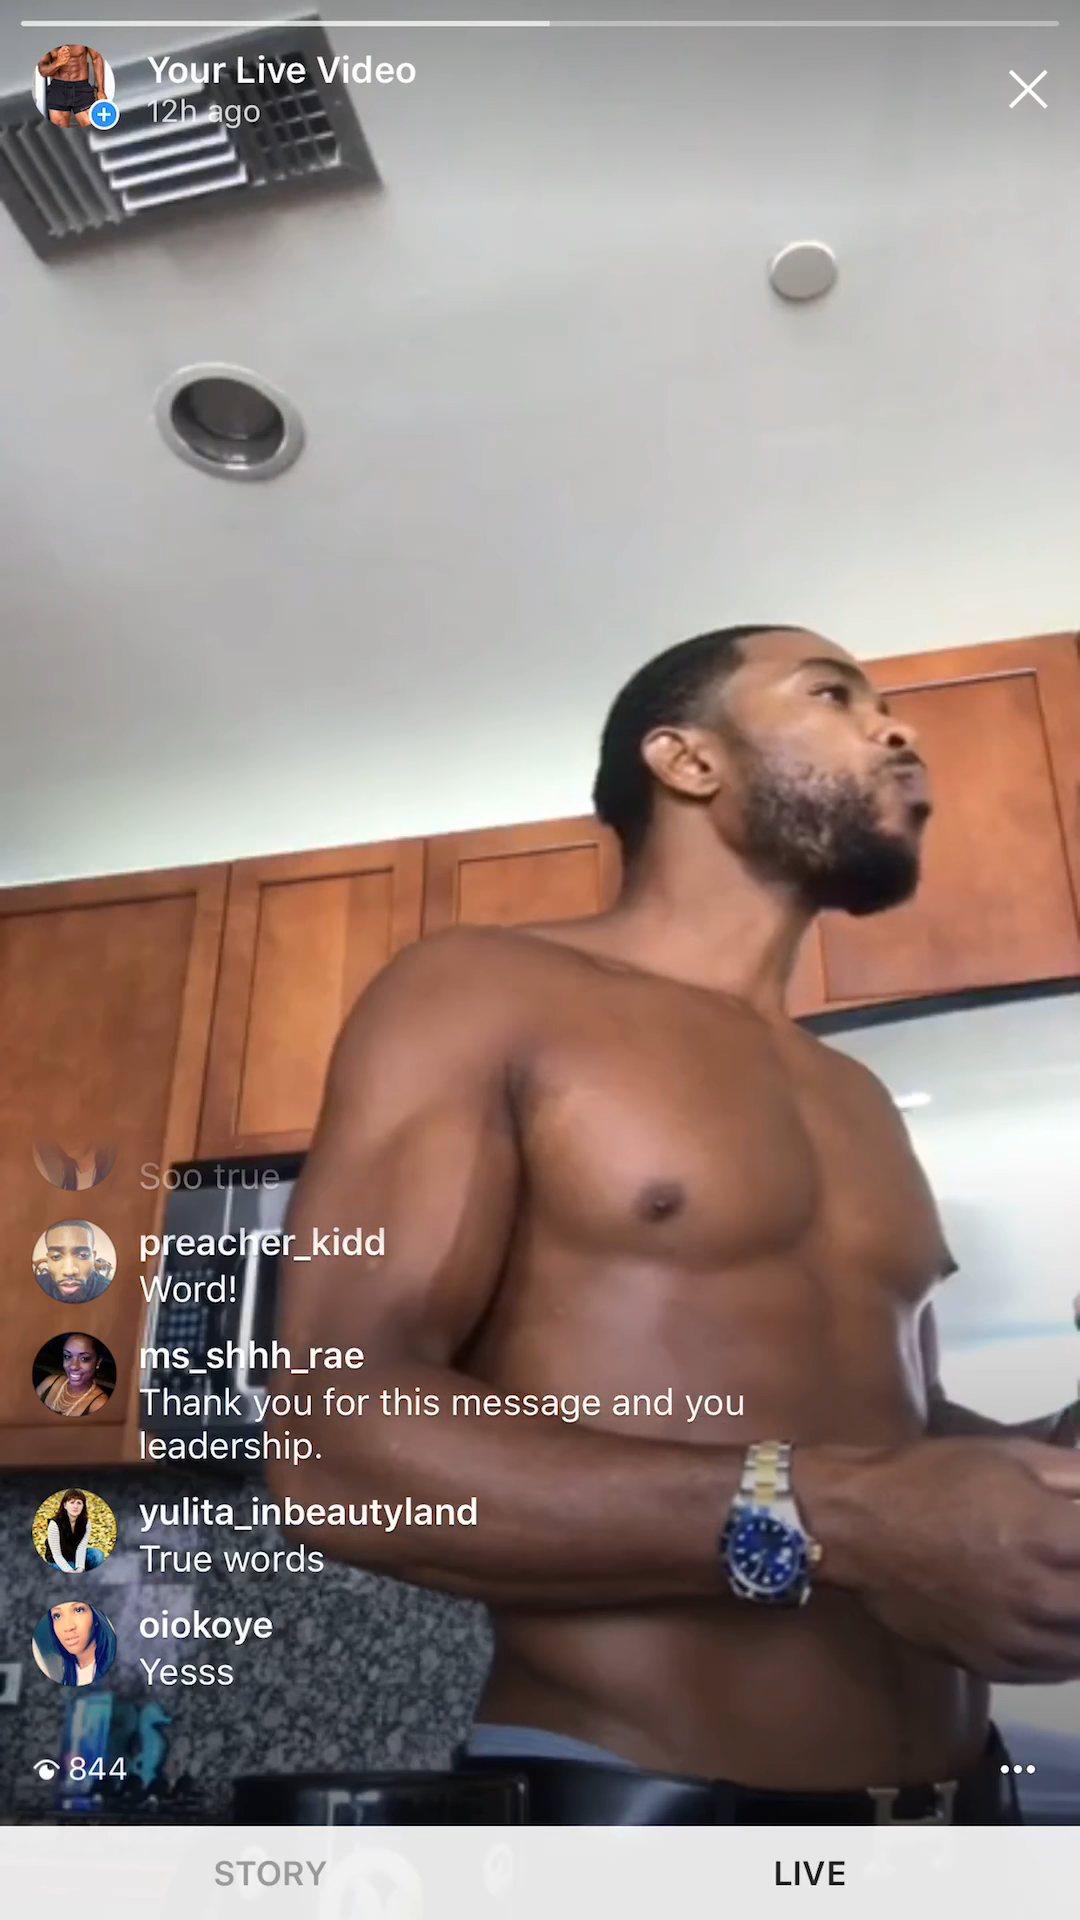 Your Live Video
12h ago
Soo true
preacher_kidd
Word!
ms_shhh_rae
Thank you for this message and you
leadership.
yulita_inbeautyland
True words
oiokoye
Yesss
844
STORY
LIVE